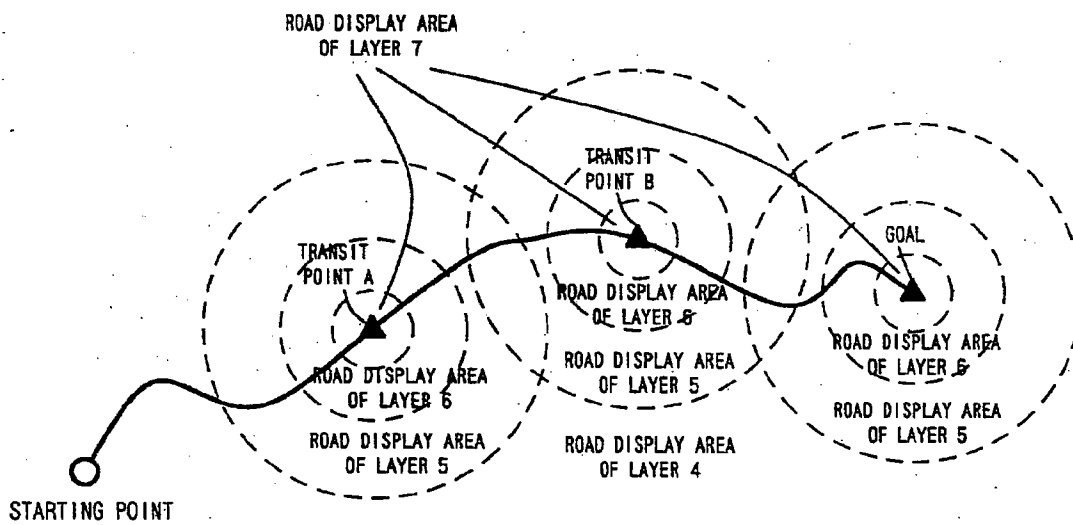 ROAD DISPLAY AREA
OF LAYER 7
TRANSIT
POINT B
TRANSIT
POINT A
GOAL
ROAD DISPLAY AREA
OF LAYER 6
ROAD DISPLAY AREA
OF LAYER 6
ROAD DISPLAY AREA
OF LAYER 6
ROAD DISPLAY AREA
OF LAYER 5
ROAD DISPLAY AREA
OF LAYER 5
ROAD DISPLAY AREA
OF LAYER 5
ROAD DISPLAY AREA
OF LAYER 4
STARTING POINT